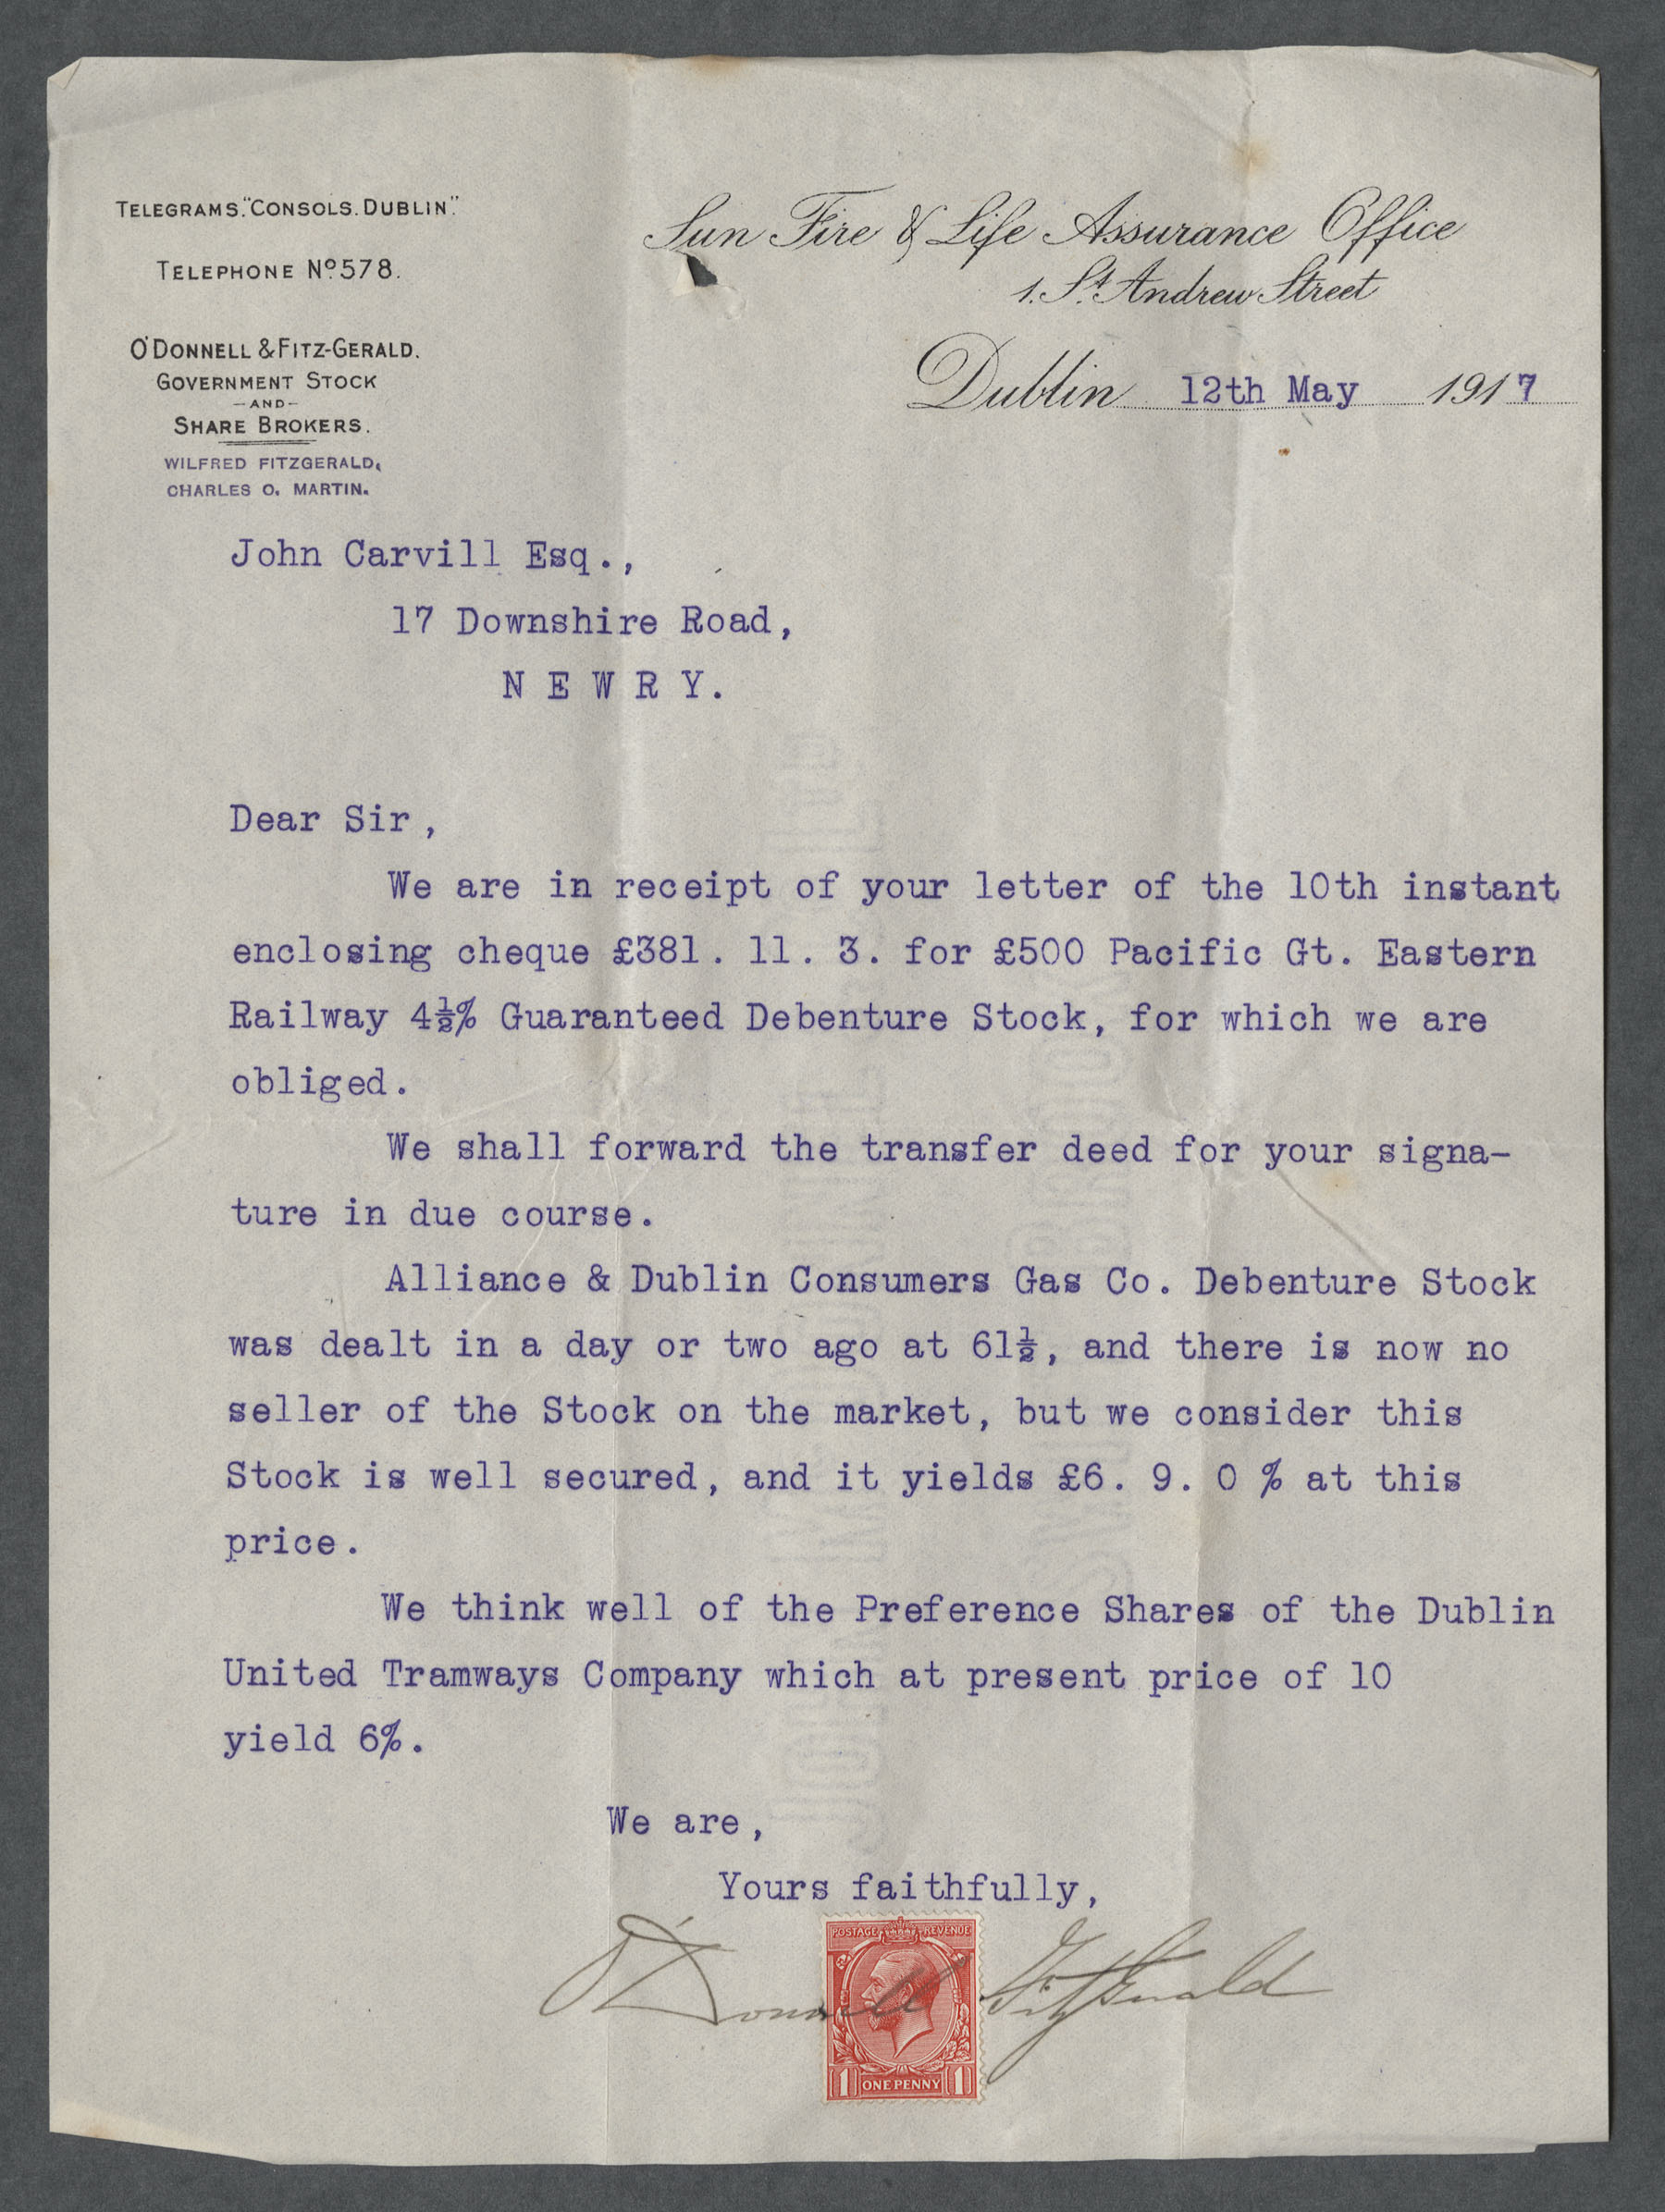 TELEGRAMS. "CONSOLS. DUBLIN."
TELEPHONE Nº 578.
O'DONNELL & FITZ-GERALD.
GOVERNMENT STOCK
-AND-
SHARE BROKERS.
WILFRED FITZGERALD,
CHARLES O. MARTIN.
Sun Fire & Life Assurance Office
1. St. Andrew Street
Dublin 12th May 1917
John Carvill Esq.,
17 Downshire Road,
N E W R Y.
Dear Sir,
We are in receipt of your letter of the 10th instant
enclosing cheque £381. 11. 3. for £500 Pacific Gt. Eastern
Railway 4½% Guaranteed Debenture Stock, for which we are
obliged.
We shall forward the transfer deed for your signa-
ture in due course.
Alliance & Dublin Consumers Gas Co. Debenture Stock
was dealt in a day or two ago at 61½, and there is now no
seller of the Stock on the market, but we consider this
Stock is well secured, and it yields £6. 9. 0 % at this
price.
We think well of the Preference Shares of the Dublin
United Tramways Company which at present price of 10
yield 6%.
We are,
Yours faithfully,
O'Donnell FitzGerald
POSTAGE REVENUE
1 ONE PENNY 1